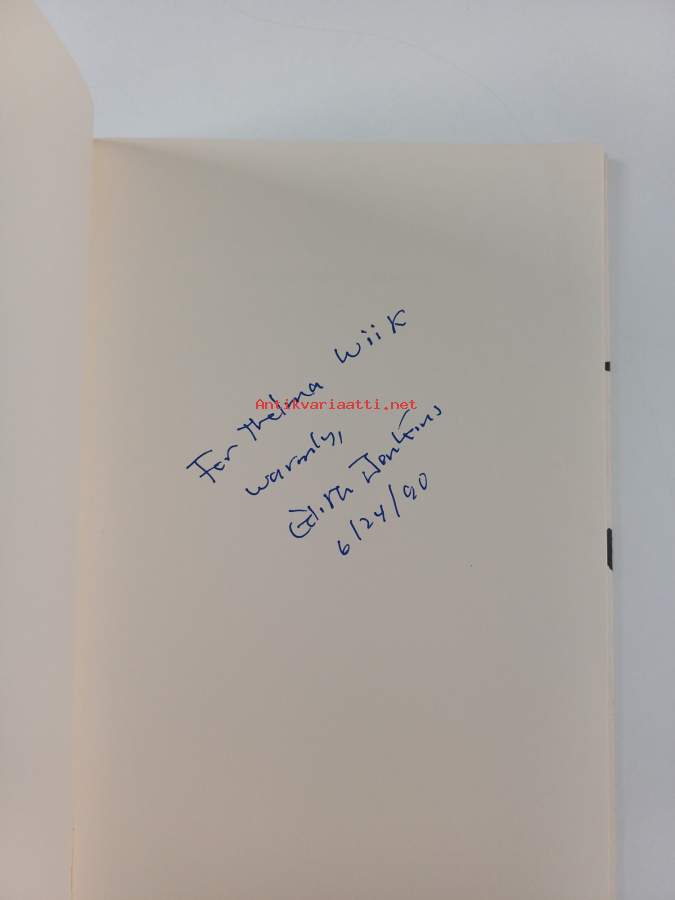 For Thelma Wiik
Antikvariaatti.net
warmly,
Edith Jenkins
6/24/90